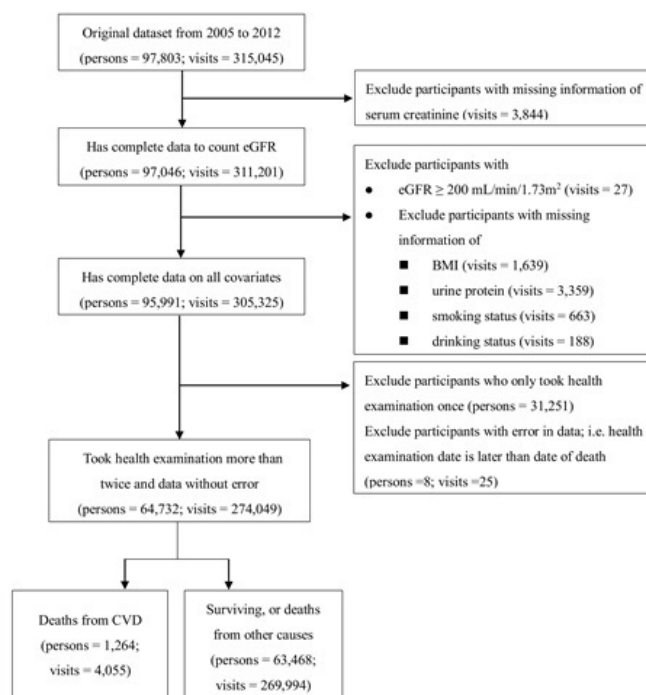 Original dataset from 2005 to 2012
(persons = 97,803; visits = 315,045)
Exclude participants with missing information of
serum creatinine (visits = 3,844)
Has complete data to count eGFR
(persons = 97,046; visits = 311,201)
Exclude participants with
● eGFR ≥ 200 mL/min/1.73m² (visits = 27)
● Exclude participants with missing
information of
■ BMI (visits = 1,639)
■ urine protein (visits = 3,359)
■ smoking status (visits = 663)
■ drinking status (visits = 188)
Has complete data on all covariates
(persons = 95,991; visits = 305,325)
Exclude participants who only took health
examination once (persons = 31,251)
Exclude participants with error in data; i.e. health
examination date is later than date of death
(persons =8; visits =25)
Took health examination more than
twice and data without error
(persons = 64,732; visits = 274,049)
Deaths from CVD
(persons = 1,264;
visits = 4,055)
Surviving, or deaths
from other causes
(persons = 63,468;
visits = 269,994)